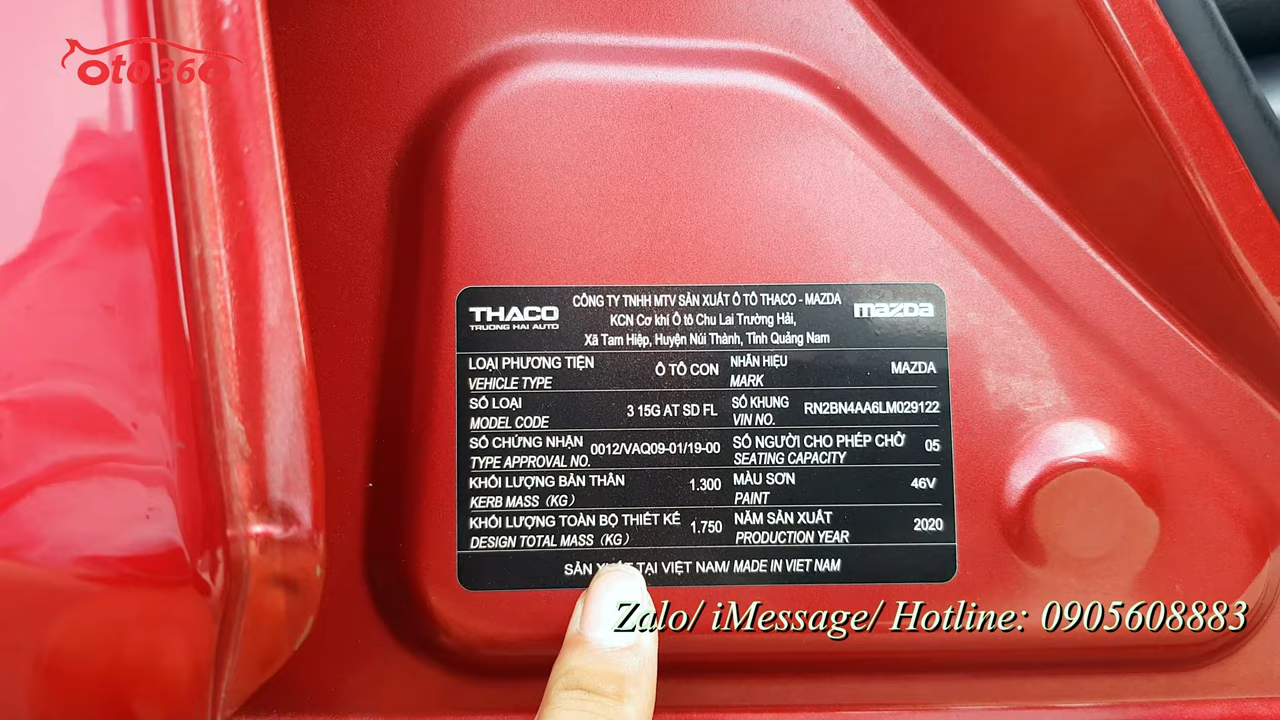 oto360
THACO
TRUONG HAI AUTO
CÔNG TY TNHH MTV SẢN XUẤT Ô TÔ THACO - MAZDA
KCN Cơ khí Ô tô Chu Lai Trường Hải,
Xã Tam Hiệp, Huyện Núi Thành, Tỉnh Quảng Nam
mazda
LOẠI PHƯƠNG TIỆN
VEHICLE TYPE
Ô TÔ CON
NHÃN HIỆU
MARK
MAZDA
SỐ LOẠI
MODEL CODE
3 15G AT SD FL
SỐ KHUNG
VIN NO.
RN2BN4AA6LM029122
SỐ CHỨNG NHẬN
TYPE APPROVAL NO.
0012/VAQ09-01/19-00
SỐ NGƯỜI CHO PHÉP CHỞ
SEATING CAPACITY
05
KHỐI LƯỢNG BẢN THÂN
KERB MASS (KG)
1.300
MÀU SƠN
PAINT
46V
KHỐI LƯỢNG TOÀN BỘ THIẾT KẾ
DESIGN TOTAL MASS (KG)
1.750
NĂM SẢN XUẤT
PRODUCTION YEAR
2020
SẢN XUẤT TẠI VIỆT NAM/ MADE IN VIET NAM
Zalo/ iMessage/ Hotline: 0905608883